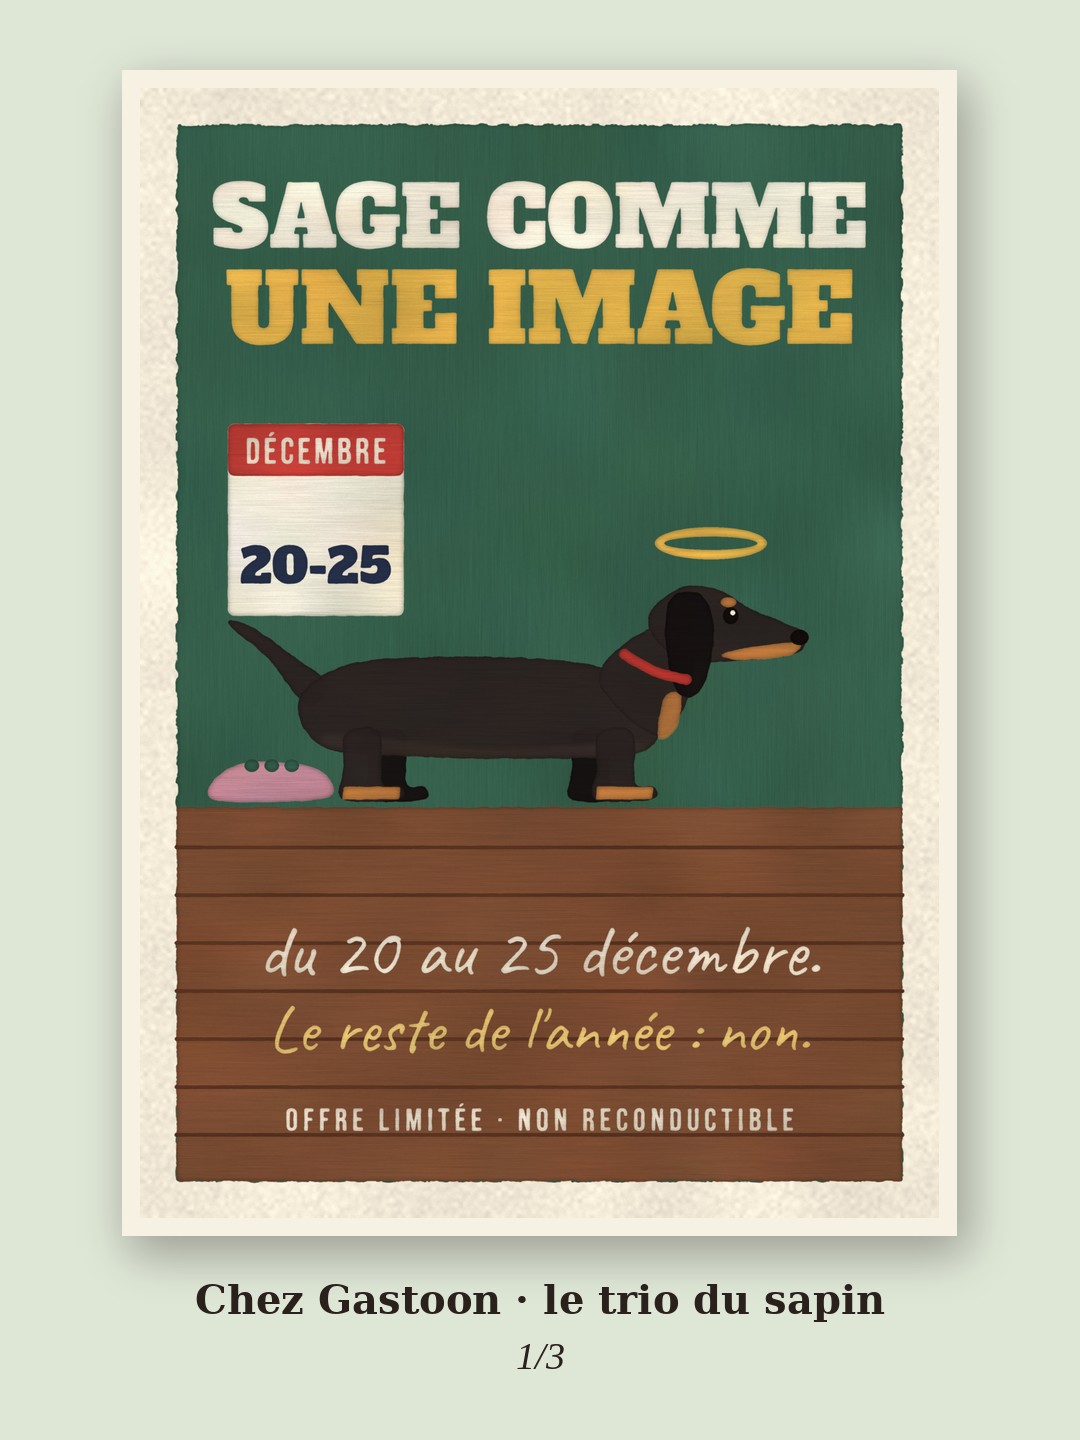 SAGE COMME
UNE IMAGE
DÉCEMBRE
20-25
du 20 au 25 décembre.
Le reste de l'année : non.
OFFRE LIMITÉE · NON RECONDUCTIBLE
Chez Gastoon · le trio du sapin
1/3